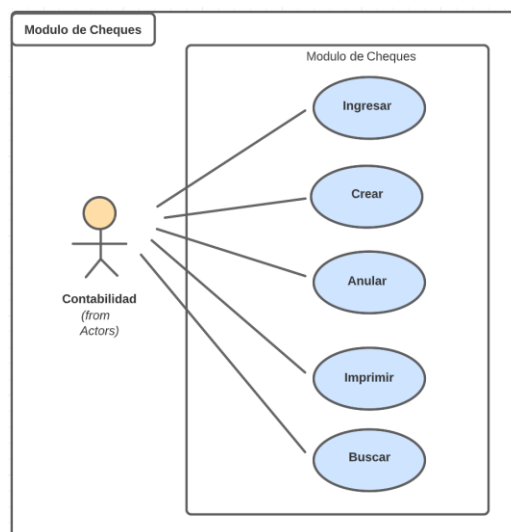 Modulo de Cheques
Modulo de Cheques
Ingresar
Crear
Anular
Contabilidad
(from
Actors)
Imprimir
Buscar